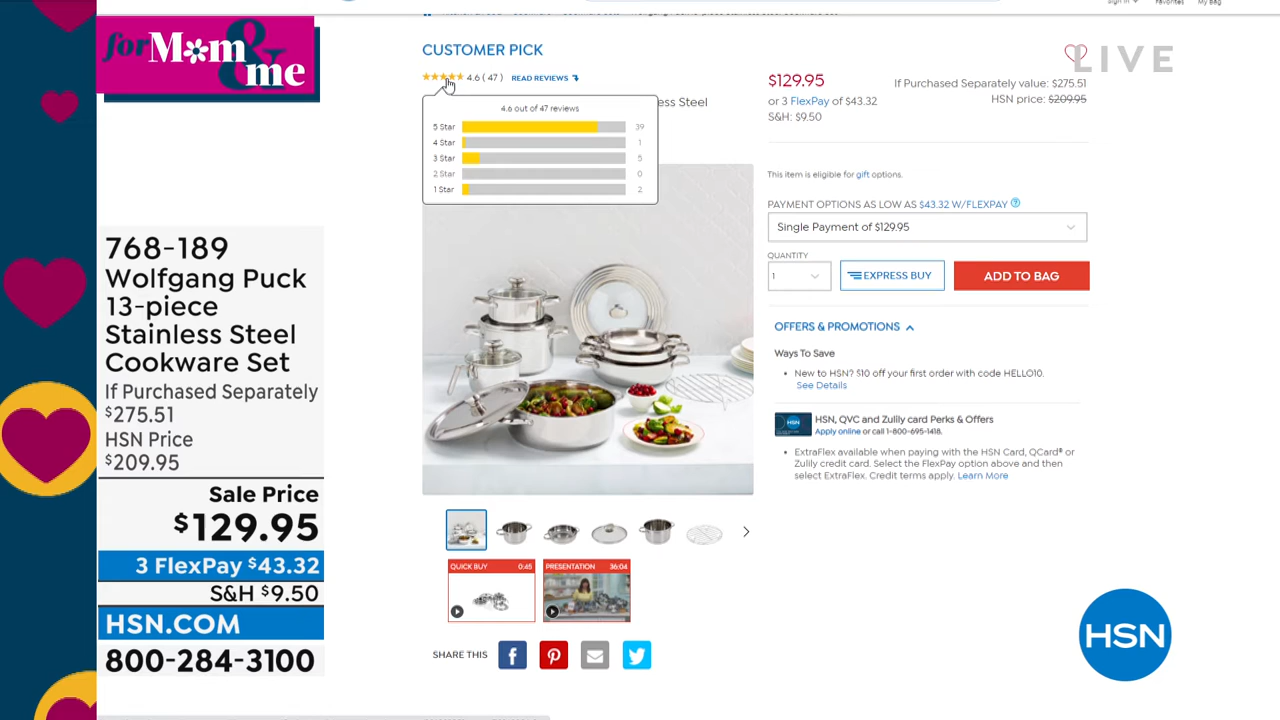 for Mom & me
768-189
Wolfgang Puck
13-piece
Stainless Steel
Cookware Set
If Purchased Separately
$275.51
HSN Price
$209.95
Sale Price
$129.95
3 FlexPay $43.32
S&H $9.50
HSN.COM
800-284-3100
Sign In
Favorites
My Bag
CUSTOMER PICK
4.6 (47) READ REVIEWS
Steel
4.6 out of 47 reviews
5 Star 39
4 Star 1
3 Star 5
2 Star 0
1 Star 2
QUICK BUY 0:45
PRESENTATION 36:04
SHARE THIS
LIVE
$129.95
or 3 FlexPay of $43.32
S&H: $9.50
If Purchased Separately value: $275.51
HSN price: $209.95
This item is eligible for gift options.
PAYMENT OPTIONS AS LOW AS $43.32 W/FLEXPAY ?
Single Payment of $129.95
QUANTITY
1
EXPRESS BUY
ADD TO BAG
OFFERS & PROMOTIONS
Ways To Save
• New to HSN? $10 off your first order with code HELLO10.
See Details
HSN
HSN, QVC and Zulily card Perks & Offers
Apply online or call 1-800-695-1418.
• ExtraFlex available when paying with the HSN Card, QCard® or
Zulily credit card. Select the FlexPay option above and then
select ExtraFlex. Credit terms apply. Learn More
HSN